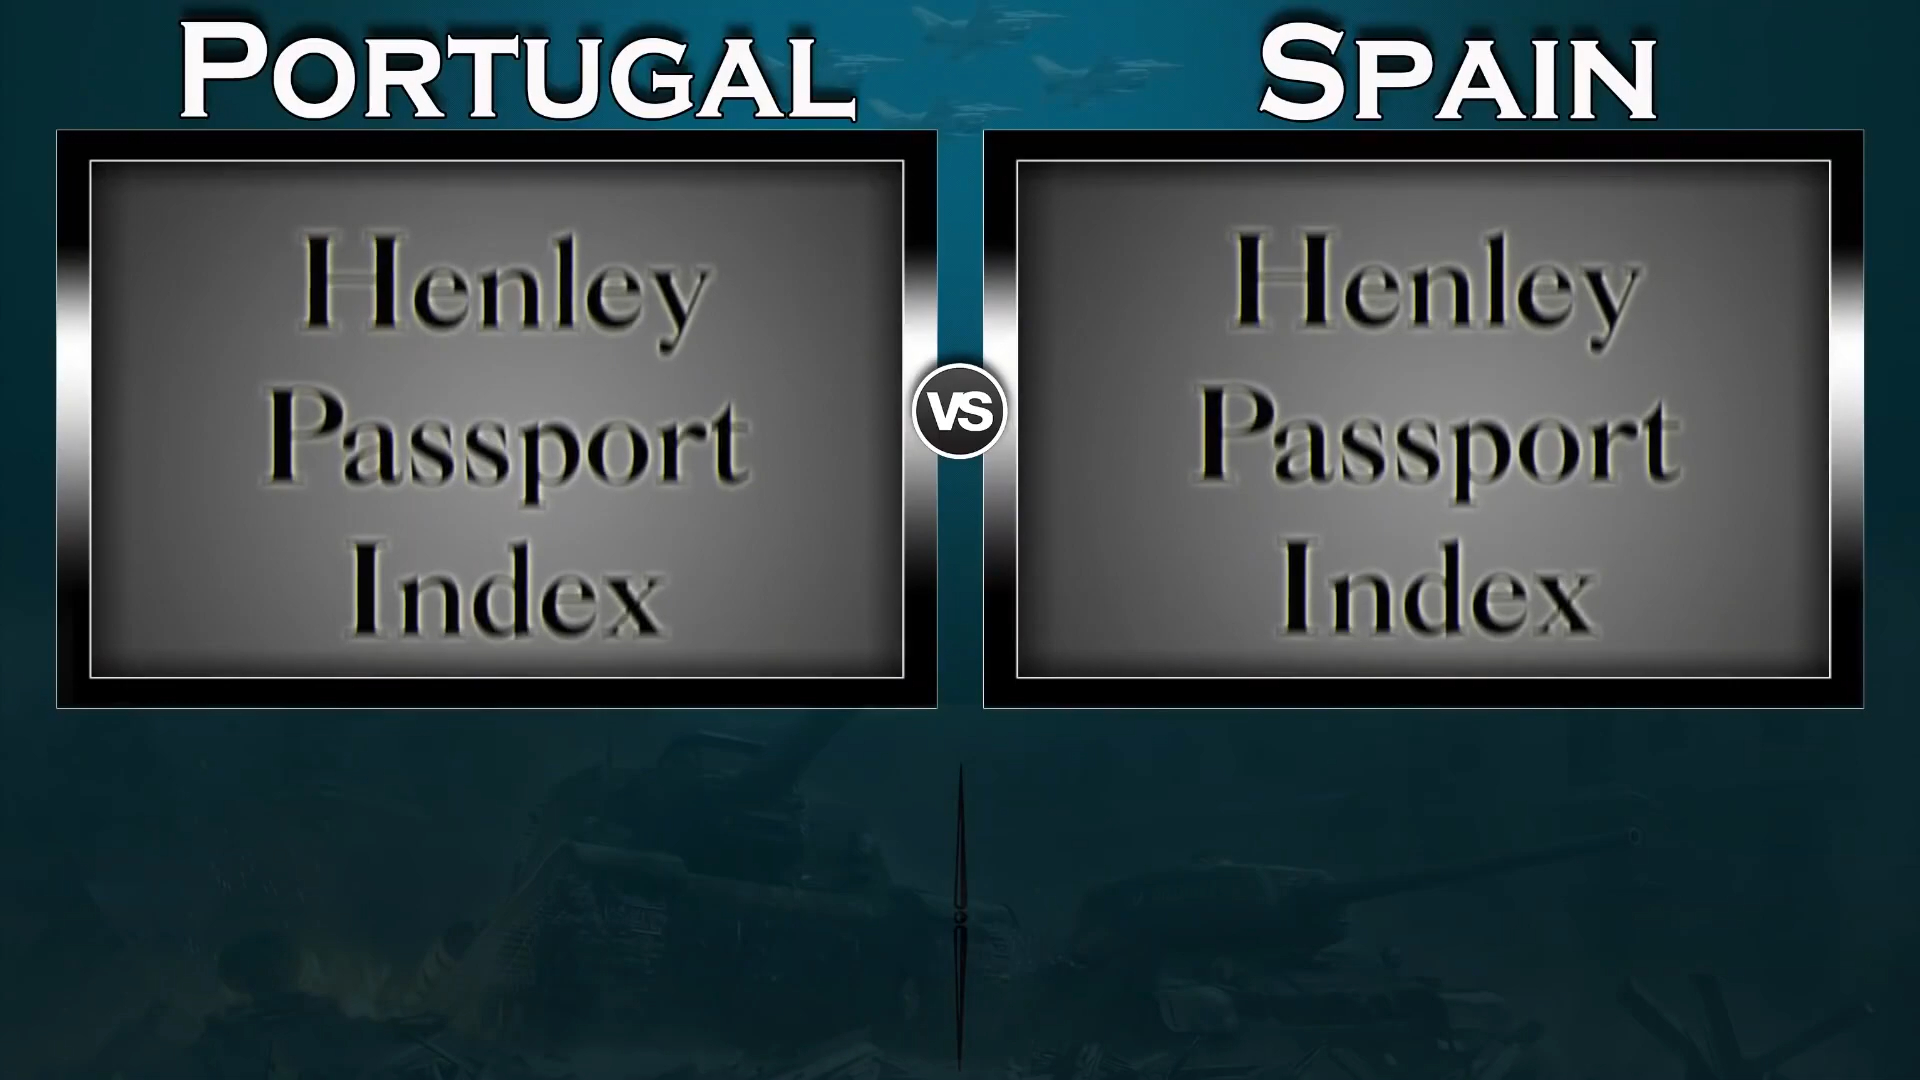 PORTUGAL
SPAIN
Henley
Passport
Index
VS
Henley
Passport
Index